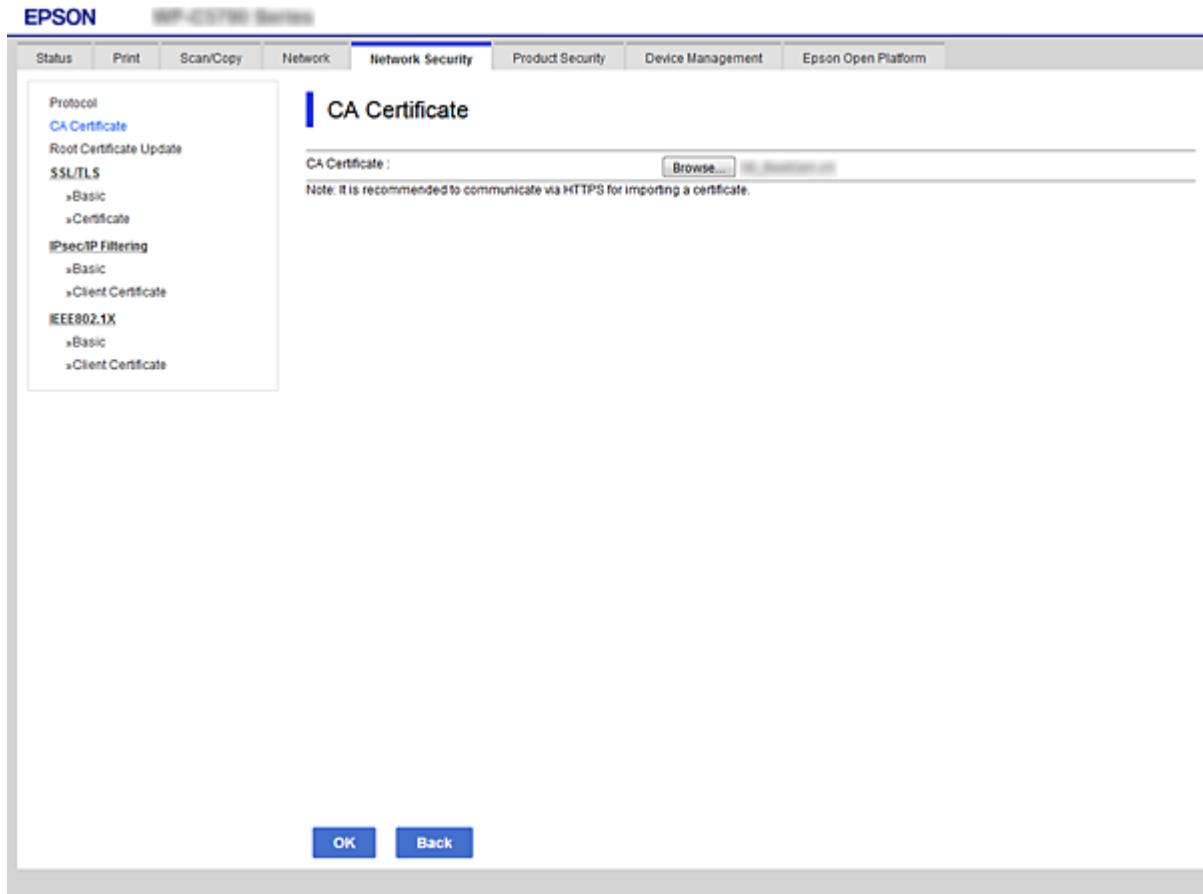 EPSON
Status Print Scan/Copy Network Network Security Product Security Device Management Epson Open Platform
Protocol
CA Certificate
Root Certificate Update
SSL/TLS
»Basic
»Certificate
IPsec/IP Filtering
»Basic
»Client Certificate
IEEE802.1X
»Basic
»Client Certificate
CA Certificate
CA Certificate : Browse...
Note: It is recommended to communicate via HTTPS for importing a certificate.
OK Back